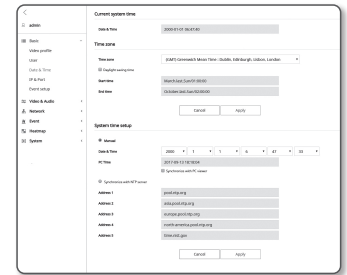 <
admin
Basic
Video profile
User
Date & Time
IP & Port
Event setup
Video & Audio
Network
Event
Heatmap
System
Current system time
Date & Time 2000-01-01 06:47:40
Time zone
Time zone (GMT) Greenwich Mean Time : Dublin, Edinburgh, Lisbon, London
Daylight saving time
Start time March.last.Sun/01:00:00
End time October.last.Sun/02:00:00
Cancel Apply
System time setup
Manual
Date & Time 2000 1 1 6 47 33
PC Time 2017-09-13 10:10:04
Synchronize with PC viewer
Synchronize with NTP server
Address 1 pool.ntp.org
Address 2 asia.pool.ntp.org
Address 3 europe.pool.ntp.org
Address 4 north-america.pool.ntp.org
Address 5 time.nist.gov
Cancel Apply